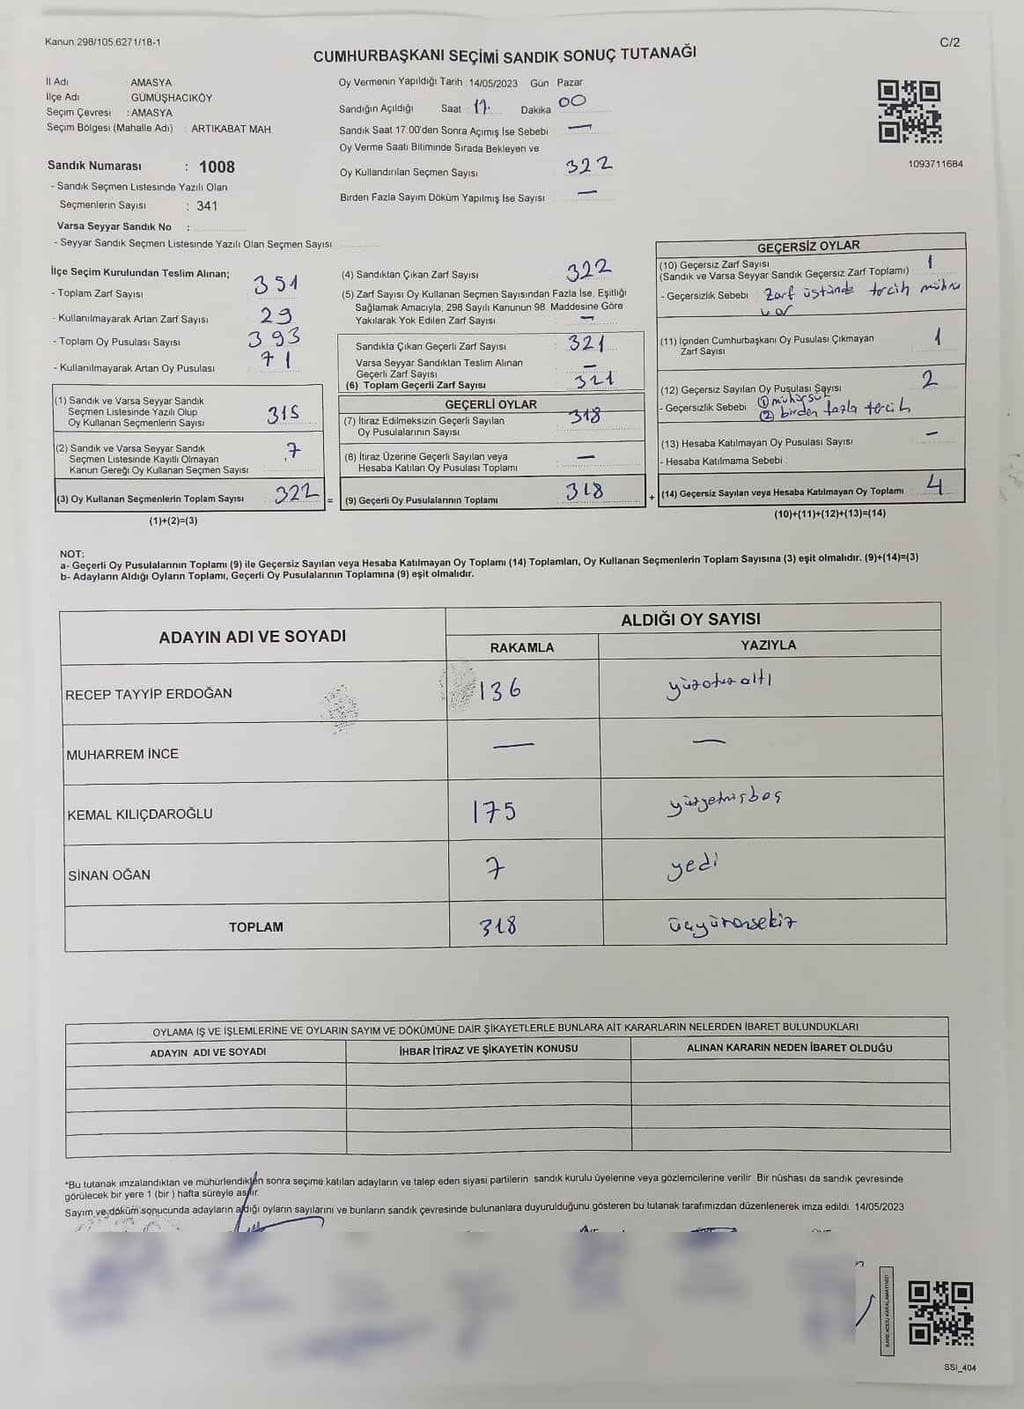 Kanun 298/105 6271/18-1
C/2
CUMHURBAŞKANI SEÇİMİ SANDIK SONUÇ TUTANAĞI
İl Adı AMASYA
İlçe Adı GÜMÜŞHACIKÖY
Seçim Çevresi : AMASYA
Seçim Bölgesi (Mahalle Adı) ARTIKABAT MAH
Sandık Numarası : 1008
- Sandık Seçmen Listesinde Yazılı Olan
Seçmenlerin Sayısı : 341
Varsa Seyyar Sandık No :
- Seyyar Sandık Seçmen Listesinde Yazılı Olan Seçmen Sayısı
Oy Vermenin Yapıldığı Tarih 14/05/2023 Gün Pazar
Sandığın Açıldığı Saat 17. Dakika 00
Sandık Saat 17:00'den Sonra Açımış İse Sebebi —
Oy Verme Saati Bitiminde Sırada Bekleyen ve
Oy Kullandırılan Seçmen Sayısı 322
Birden Fazla Sayım Döküm Yapılmış İse Sayısı —
1093711684
İlçe Seçim Kurulundan Teslim Alınan;
- Toplam Zarf Sayısı 351
- Kullanılmayarak Artan Zarf Sayısı 29
- Toplam Oy Pusulası Sayısı 393
- Kullanılmayarak Artan Oy Pusulası 71
(1) Sandık ve Varsa Seyyar Sandık
Seçmen Listesinde Yazılı Olup
Oy Kullanan Seçmenlerin Sayısı 315
(2) Sandık ve Varsa Seyyar Sandık
Seçmen Listesinde Kayıtlı Olmayan
Kanun Gereği Oy Kullanan Seçmen Sayısı 7
(3) Oy Kullanan Seçmenlerin Toplam Sayısı 322 =
(1)+(2)=(3)
(4) Sandıktan Çıkan Zarf Sayısı 322
(5) Zarf Sayısı Oy Kullanan Seçmen Sayısından Fazla İse, Eşitliği
Sağlamak Amacıyla, 298 Sayılı Kanunun 98. Maddesine Göre
Yakılarak Yok Edilen Zarf Sayısı —
Sandıkta Çıkan Geçerli Zarf Sayısı 321
Varsa Seyyar Sandıktan Teslim Alınan
Geçerli Zarf Sayısı —
(6) Toplam Geçerli Zarf Sayısı 321
GEÇERLİ OYLAR
(7) İtiraz Edilmeksizin Geçerli Sayılan
Oy Pusulalarının Sayısı 318
(8) İtiraz Üzerine Geçerli Sayılan veya
Hesaba Katılan Oy Pusulası Toplamı —
(9) Geçerli Oy Pusulalarının Toplamı 318 +
GEÇERSİZ OYLAR
(10) Geçersiz Zarf Sayısı
(Sandık ve Varsa Seyyar Sandık Geçersiz Zarf Toplamı) 1
- Geçersizlik Sebebi Zarf üstünde tercih mührü
var
(11) İçinden Cumhurbaşkanı Oy Pusulası Çıkmayan
Zarf Sayısı 1
(12) Geçersiz Sayılan Oy Pusulası Sayısı 2
- Geçersizlik Sebebi ① mühürsüz
② birden fazla tercih
(13) Hesaba Katılmayan Oy Pusulası Sayısı —
- Hesaba Katılmama Sebebi :
(14) Geçersiz Sayılan veya Hesaba Katılmayan Oy Toplamı 4
(10)+(11)+(12)+(13)=(14)
NOT:
a- Geçerli Oy Pusulalarının Toplamı (9) ile Geçersiz Sayılan veya Hesaba Katılmayan Oy Toplamı (14) Toplamları, Oy Kullanan Seçmenlerin Toplam Sayısına (3) eşit olmalıdır. (9)+(14)=(3)
b- Adayların Aldığı Oyların Toplamı, Geçerli Oy Pusulalarının Toplamına (9) eşit olmalıdır.
ADAYIN ADI VE SOYADI ALDIĞI OY SAYISI
RAKAMLA YAZIYLA
RECEP TAYYİP ERDOĞAN 136 yüzotuzaltı
MUHARREM İNCE — —
KEMAL KILIÇDAROĞLU 175 yüzyetmişbeş
SİNAN OĞAN 7 yedi
TOPLAM 318 üçyüzonsekiz
OYLAMA İŞ VE İŞLEMLERİNE VE OYLARIN SAYIM VE DÖKÜMÜNE DAİR ŞİKAYETLERLE BUNLARA AİT KARARLARIN NELERDEN İBARET BULUNDUKLARI
ADAYIN ADI VE SOYADI İHBAR İTİRAZ VE ŞİKAYETİN KONUSU ALINAN KARARIN NEDEN İBARET OLDUĞU
*Bu tutanak imzalandıktan ve mühürlendikten sonra seçime katılan adayların ve talep eden siyasi partilerin sandık kurulu üyelerine veya gözlemcilerine verilir. Bir nüshası da sandık çevresinde
görülecek bir yere 1 (bir) hafta süreyle asılır.
Sayım ve döküm sonucunda adayların aldığı oyların sayılarını ve bunların sandık çevresinde bulunanlara duyurulduğunu gösteren bu tutanak tarafımızdan düzenlenerek imza edildi. 14/05/2023
SSI_404